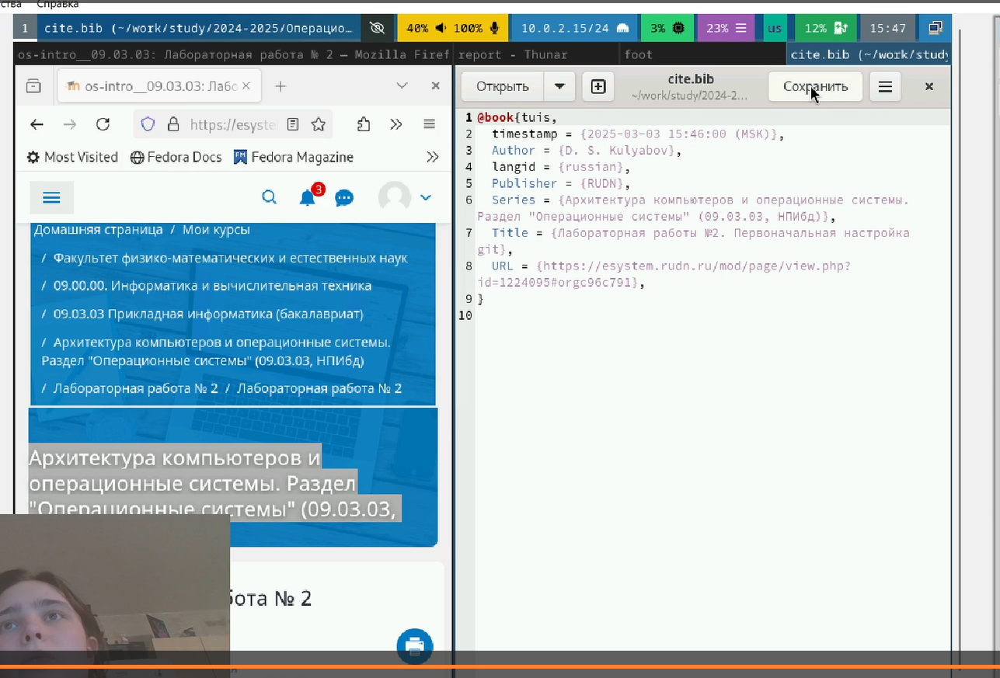 ства Справка
1 cite.bib (~/work/study/2024-2025/Операцио… 40% 100% 10.0.2.15/24 3% 23% us 12% 15:47
os-intro__09.03.03: Лабораторная работа № 2 — Mozilla Firef report - Thunar foot cite.bib (~/work/study
os-intro__09.03.03: Лабо
https://esyste
Most Visited Fedora Docs Fedora Magazine
3
Домашняя страница / Мои курсы
/ Факультет физико-математических и естественных наук
/ 09.00.00. Информатика и вычислительная техника
/ 09.03.03 Прикладная информатика (бакалавриат)
/ Архитектура компьютеров и операционные системы.
Раздел "Операционные системы" (09.03.03, НПИбд)
/ Лабораторная работа № 2 / Лабораторная работа № 2
Архитектура компьютеров и
операционные системы. Раздел
"Операционные системы" (09.03.03,
бота № 2
Открыть cite.bib Сохранить
~/work/study/2024-2...
1 @book{tuis,
2 timestamp = {2025-03-03 15:46:00 (MSK)},
3 Author = {D. S. Kulyabov},
4 langid = {russian},
5 Publisher = {RUDN},
6 Series = {Архитектура компьютеров и операционные системы.
Раздел "Операционные системы" (09.03.03, НПИбд)},
7 Title = {Лабораторная работы №2. Первоначальная настройка
git},
8 URL = {https://esystem.rudn.ru/mod/page/view.php?
id=1224095#orgc96c791},
9 }
10